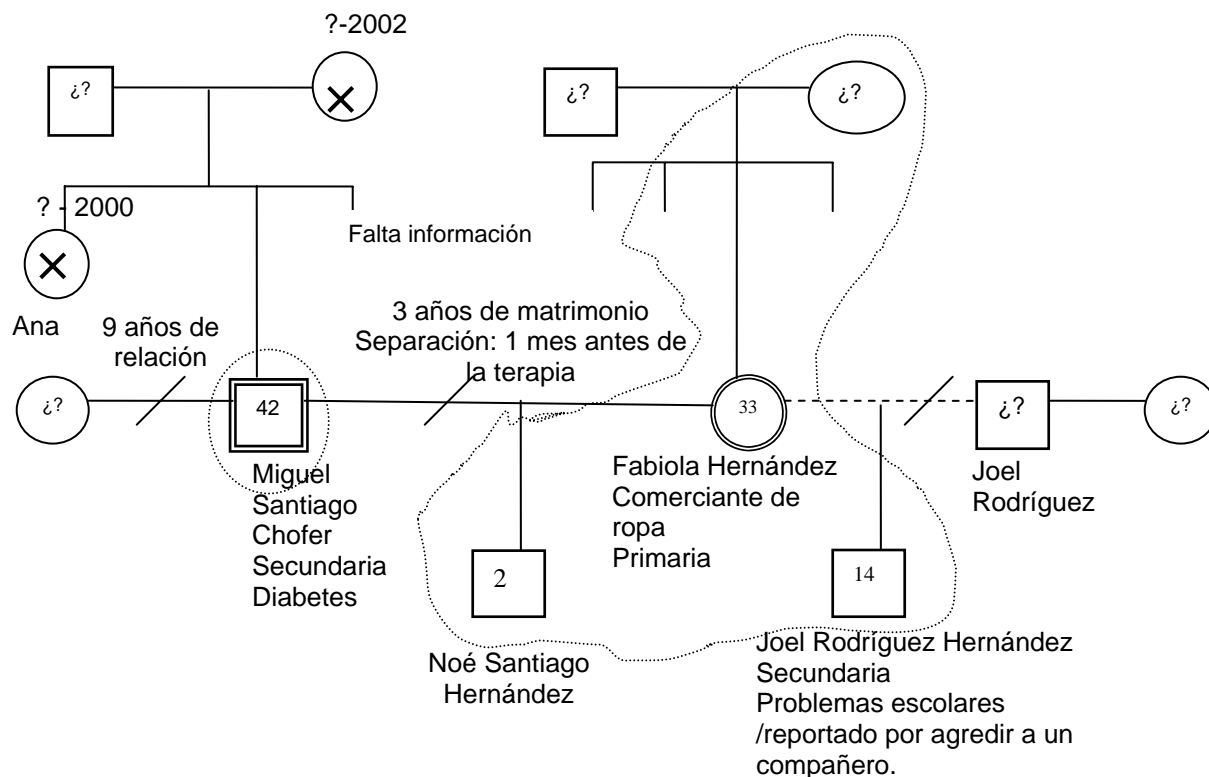 ?-2002
¿?
¿?
¿?
? - 2000
Falta información
Ana
9 años de
relación
3 años de matrimonio
Separación: 1 mes antes de
la terapia
¿?
42
33
¿?
¿?
Miguel
Santiago
Chofer
Secundaria
Diabetes
Fabiola Hernández
Comerciante de
ropa
Primaria
Joel
Rodríguez
2
14
Noé Santiago
Hernández
Joel Rodríguez Hernández
Secundaria
Problemas escolares
/reportado por agredir a un
compañero.